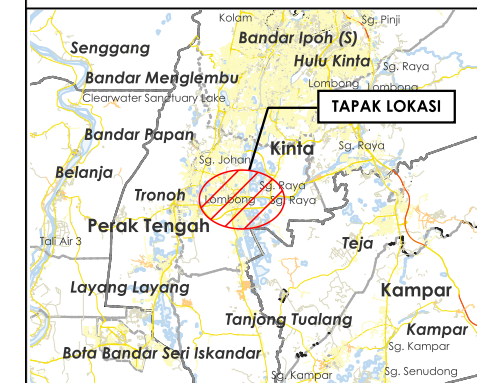 Kolam
Sg. Pinji
Senggang
Bandar Ipoh (S)
Hulu Kinta
Sg. Raya
Bandar Menglembu
Lombong
Lombong
Clearwater Sanctuary Lake
TAPAK LOKASI
Bandar Papan
Kinta
Sg. Raya
Sg. Johan
Belanja
Tronoh
Sg. Raya
Lombong
Sg. Raya
Perak Tengah
Tali Air 3
Teja
Layang Layang
Kampar
Tanjong Tualang
Kampar
Bota Bandar Seri Iskandar
Sg. Kampar
Sg. Kampar
Sg. Senudong